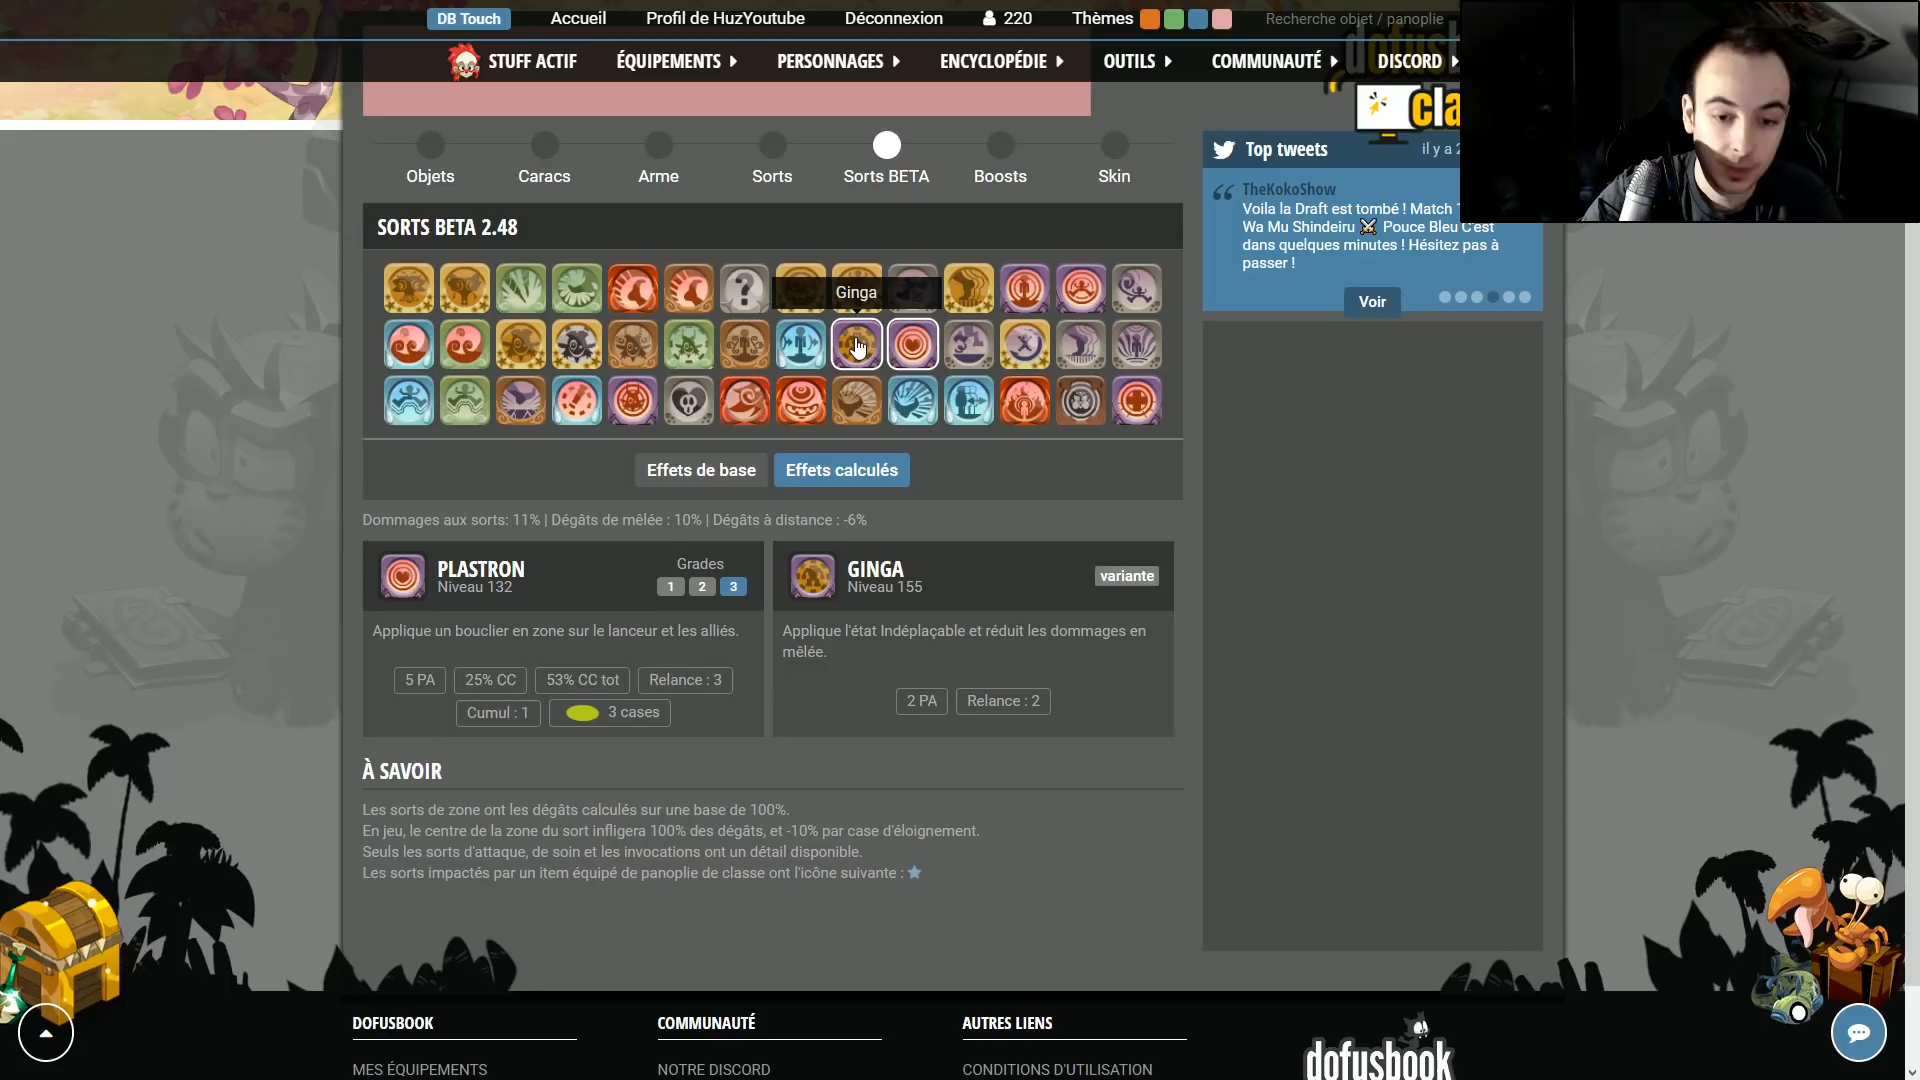 DB Touch
Accueil
Profil de HuzYoutube
Déconnexion
220
Thèmes
Recherche objet / panoplie
STUFF ACTIF
ÉQUIPEMENTS
PERSONNAGES
ENCYCLOPÉDIE
OUTILS
COMMUNAUTÉ
DISCORD
Objets
Caracs
Arme
Sorts
Sorts BETA
Boosts
Skin
Top tweets
il y a 2
TheKokoShow
Voila la Draft est tombé ! Match
Wa Mu Shindeiru ⚔ Pouce Bleu C'est
dans quelques minutes ! Hésitez pas à
passer !
Voir
SORTS BETA 2.48
Ginga
Effets de base
Effets calculés
Dommages aux sorts: 11% | Dégâts de mêlée : 10% | Dégâts à distance : -6%
PLASTRON
Niveau 132
Grades
1 2 3
Applique un bouclier en zone sur le lanceur et les alliés.
5 PA
25% CC
53% CC tot
Relance : 3
Cumul : 1
3 cases
GINGA
Niveau 155
variante
Applique l'état Indéplaçable et réduit les dommages en
mêlée.
2 PA
Relance : 2
À SAVOIR
Les sorts de zone ont les dégâts calculés sur une base de 100%.
En jeu, le centre de la zone du sort infligera 100% des dégâts, et -10% par case d'éloignement.
Seuls les sorts d'attaque, de soin et les invocations ont un détail disponible.
Les sorts impactés par un item équipé de panoplie de classe ont l'icône suivante : ★
DOFUSBOOK
COMMUNAUTÉ
AUTRES LIENS
MES ÉQUIPEMENTS
NOTRE DISCORD
CONDITIONS D'UTILISATION
dofusbook